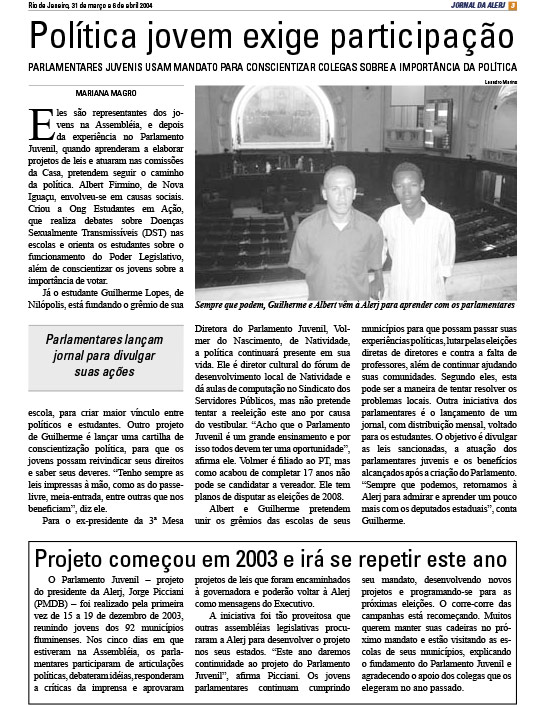 Rio de Janeiro, 31 de março a 6 de abril 2004
JORNAL DA ALERJ 3
Política jovem exige participação
PARLAMENTARES JUVENIS USAM MANDATO PARA CONSCIENTIZAR COLEGAS SOBRE A IMPORTÂNCIA DA POLÍTICA
Leandro Marins
MARIANA MAGRO
Eles são representantes dos jo-
vens na Assembléia, e depois
da experiência no Parlamento
Juvenil, quando aprenderam a elaborar
projetos de leis e atuaram nas comissões
da Casa, pretendem seguir o caminho
da política. Albert Firmino, de Nova
Iguaçu, envolveu-se em causas sociais.
Criou a Ong Estudantes em Ação,
que realiza debates sobre Doenças
Sexualmente Transmissíveis (DST) nas
escolas e orienta os estudantes sobre o
funcionamento do Poder Legislativo,
além de conscientizar os jovens sobre a
importância de votar.
Já o estudante Guilherme Lopes, de
Nilópolis, está fundando o grêmio de sua
Sempre que podem, Guilherme e Albert vêm à Alerj para aprender com os parlamentares
Parlamentares lançam
jornal para divulgar
suas ações
escola, para criar maior vínculo entre
políticos e estudantes. Outro projeto
de Guilherme é lançar uma cartilha de
conscientização política, para que os
jovens possam reivindicar seus direitos
e saber seus deveres. “Tenho sempre as
leis impressas à mão, como as do passe-
livre, meia-entrada, entre outras que nos
beneficiam”, diz ele.
Para o ex-presidente da 3ª Mesa
Diretora do Parlamento Juvenil, Vol-
mer do Nascimento, de Natividade,
a política continuará presente em sua
vida. Ele é diretor cultural do fórum de
desenvolvimento local de Natividade e
dá aulas de computação no Sindicato dos
Servidores Públicos, mas não pretende
tentar a reeleição este ano por causa
do vestibular. “Acho que o Parlamento
Juvenil é um grande ensinamento e por
isso todos devem ter uma oportunidade”,
afirma ele. Volmer é filiado ao PT, mas
como acabou de completar 17 anos não
pode se candidatar a vereador. Ele tem
planos de disputar as eleições de 2008.
Albert e Guilherme pretendem
unir os grêmios das escolas de seus
municípios para que possam passar suas
experiências políticas, lutar pelas eleições
diretas de diretores e contra a falta de
professores, além de continuar ajudando
suas comunidades. Segundo eles, esta
pode ser a maneira de tentar resolver os
problemas locais. Outra iniciativa dos
parlamentares é o lançamento de um
jornal, com distribuição mensal, voltado
para os estudantes. O objetivo é divulgar
as leis sancionadas, a atuação dos
parlamentares juvenis e os benefícios
alcançados após a criação do Parlamento.
“Sempre que podemos, retornamos à
Alerj para admirar e aprender um pouco
mais com os deputados estaduais”, conta
Guilherme.
Projeto começou em 2003 e irá se repetir este ano
O Parlamento Juvenil – projeto
do presidente da Alerj, Jorge Picciani
(PMDB) – foi realizado pela primeira
vez de 15 a 19 de dezembro de 2003,
reunindo jovens dos 92 municípios
fluminenses. Nos cinco dias em que
estiveram na Assembléia, os parla-
mentares participaram de articulações
políticas, debateram idéias, responderam
a críticas da imprensa e aprovaram
projetos de leis que foram encaminhados
à governadora e poderão voltar à Alerj
como mensagens do Executivo.
A iniciativa foi tão proveitosa que
outras assembléias legislativas procu-
raram a Alerj para desenvolver o projeto
nos seus estados. “Este ano daremos
continuidade ao projeto do Parlamento
Juvenil”, afirma Picciani. Os jovens
parlamentares continuam cumprindo
seu mandato, desenvolvendo novos
projetos e programando-se para as
próximas eleições. O corre-corre das
campanhas está recomeçando. Muitos
querem manter suas cadeiras no pró-
ximo mandato e estão visitando as es-
colas de seus municípios, explicando
o fundamento do Parlamento Juvenil e
agradecendo o apoio dos colegas que os
elegeram no ano passado.